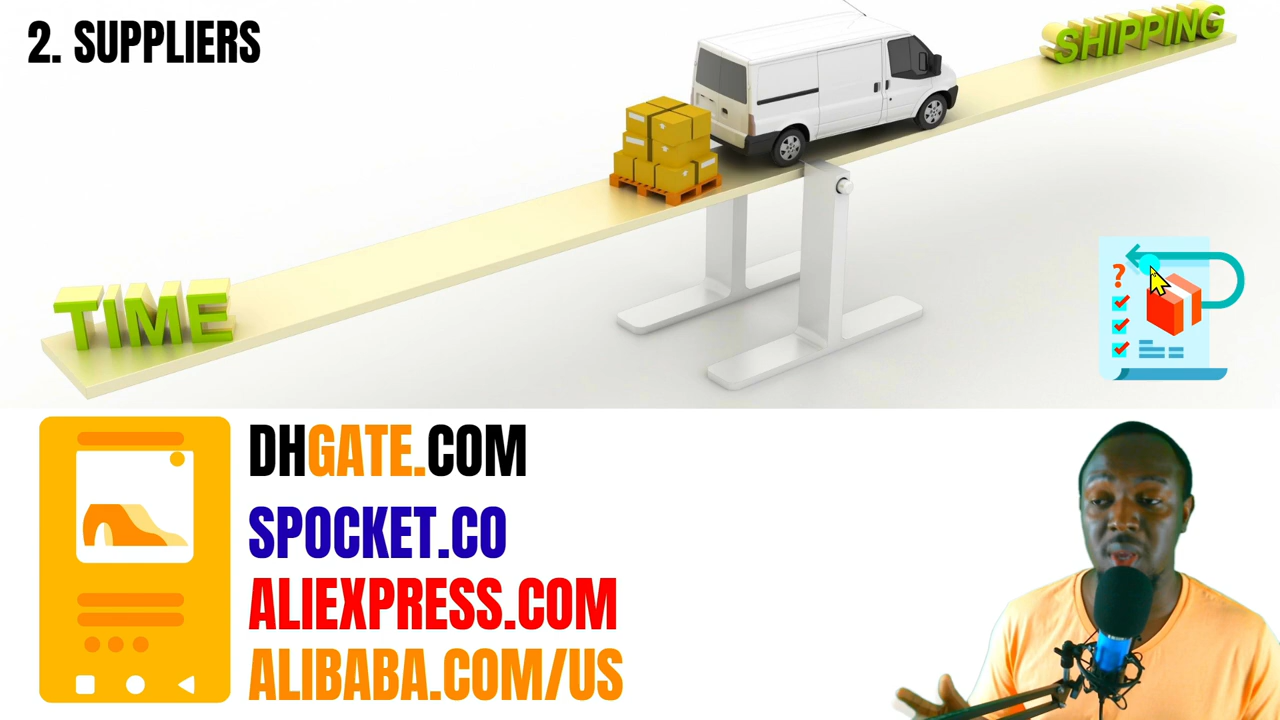 2. SUPPLIERS
SHIPPING
TIME
?
DHGATE.COM
SPOCKET.CO
ALIEXPRESS.COM
ALIBABA.COM/US